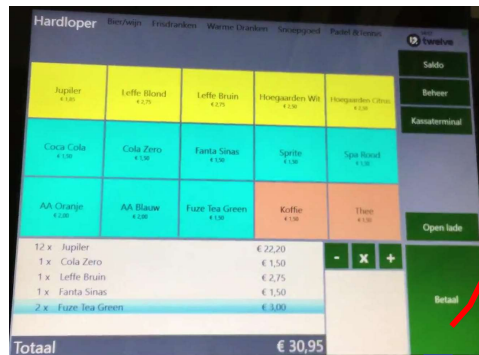 Hardloper Bier/wijn Frisdranken Warme Dranken Snoepgoed Padel & tennis
twelve
Saldo
Beheer
Kassaterminal
Jupiler Leffe Blond Leffe Bruin Hoegaarden Wit Hoegaarden Citrus
€ 1,85 € 2,75 € 2,75
Coca Cola Cola Zero Fanta Sinas Sprite Spa Rood
€ 1,50 € 1,50 € 1,50 € 1,50 € 1,50
AA Oranje AA Blauw Fuze Tea Green Koffie Thee
€ 2,00 € 2,00 € 1,50
Open lade
12 x Jupiler € 22,20
1 x Cola Zero € 1,50
1 x Leffe Bruin € 2,75
1 x Fanta Sinas € 1,50
2 x Fuze Tea Green € 3,00
- x +
Betaal
Totaal € 30,95